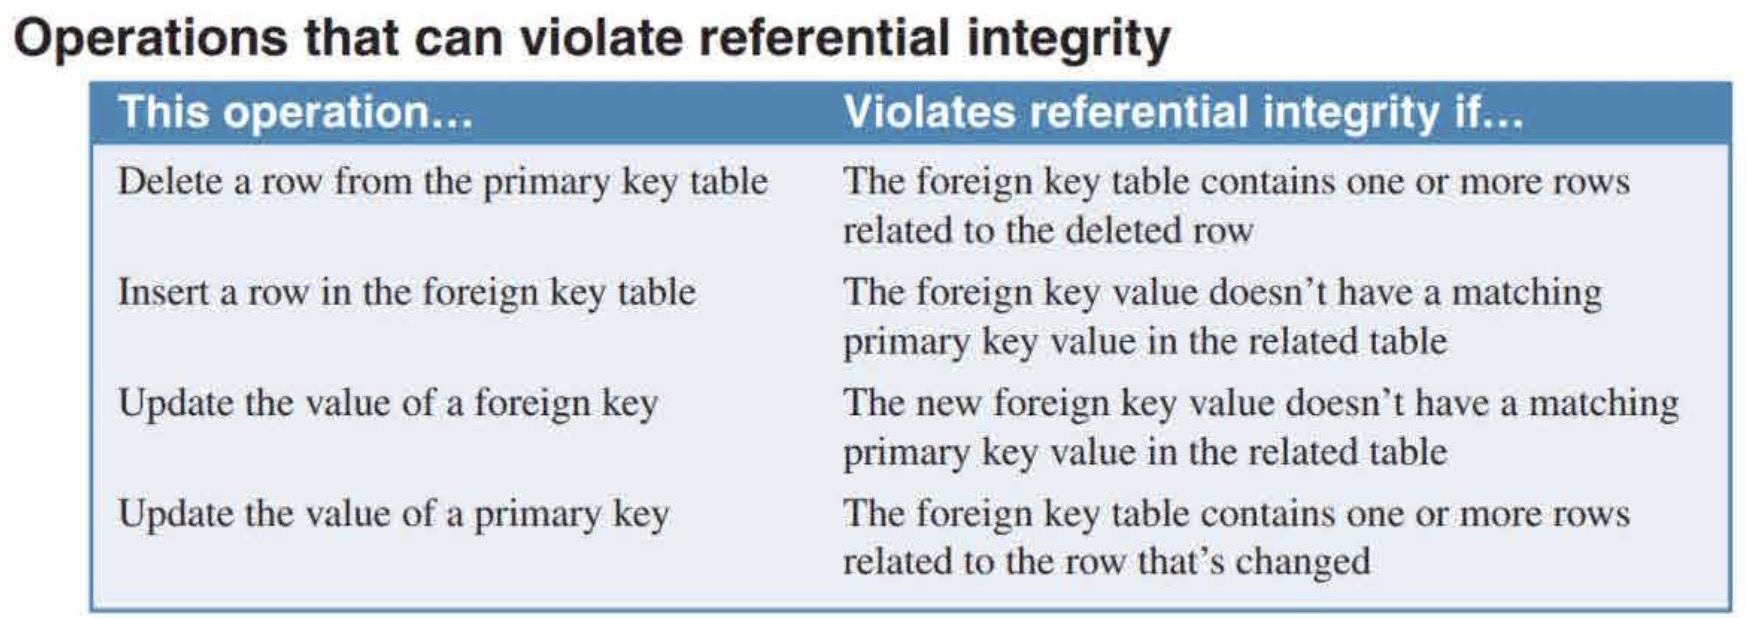 Operations that can violate referential integrity
This operation... Violates referential integrity if...
Delete a row from the primary key table The foreign key table contains one or more rows
related to the deleted row
Insert a row in the foreign key table The foreign key value doesn't have a matching
primary key value in the related table
Update the value of a foreign key The new foreign key value doesn't have a matching
primary key value in the related table
Update the value of a primary key The foreign key table contains one or more rows
related to the row that's changed